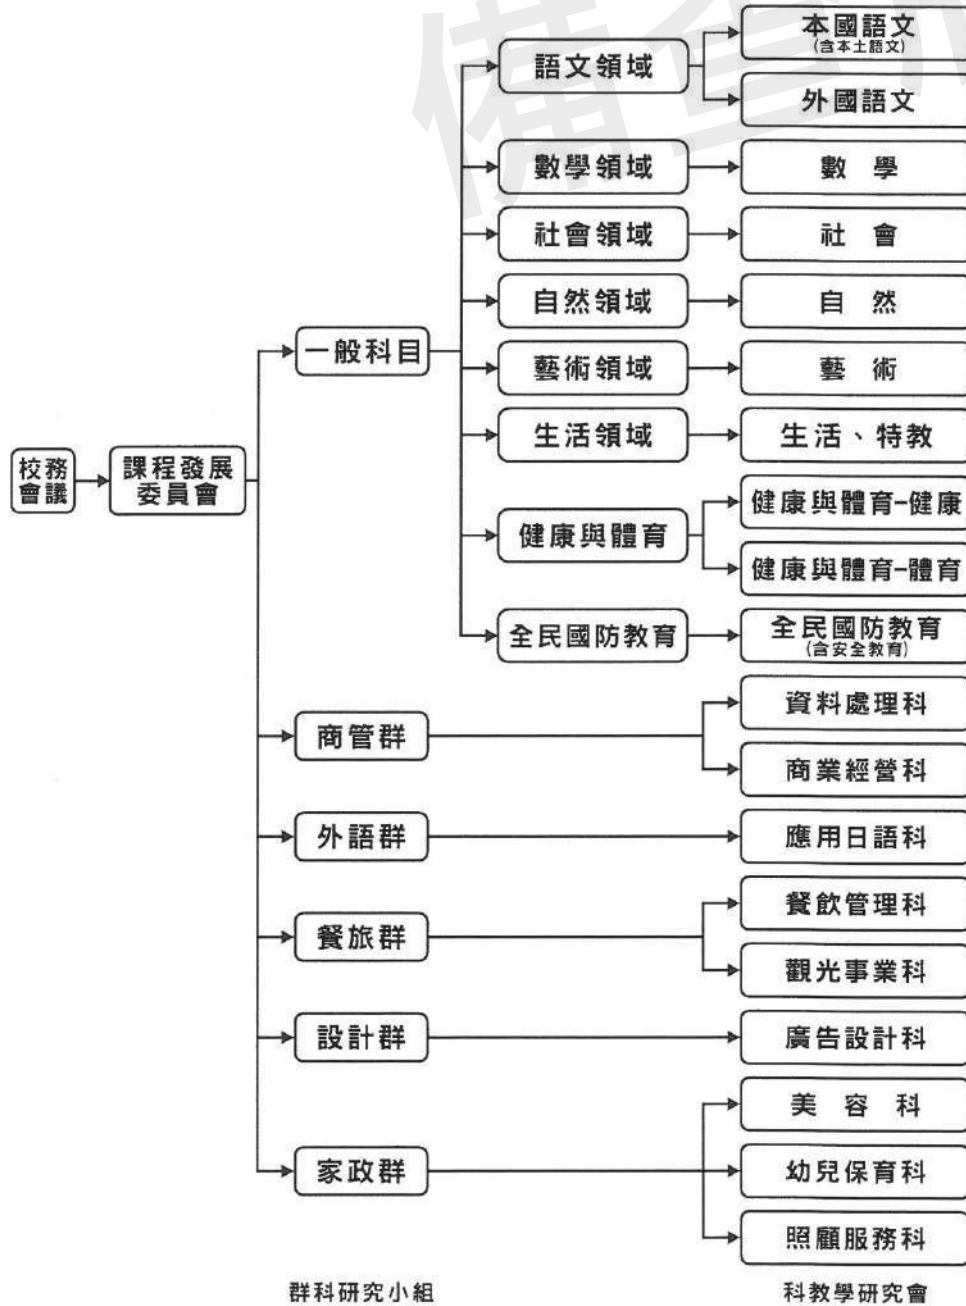 備查
本國語文
(含本土語文)
語文領域
外國語文
數學領域
數 學
社會領域
社 會
自然領域
自 然
一般科目
藝術領域
藝 術
生活領域
生活、特教
校務
會議
課程發展
委員會
健康與體育
健康與體育-健康
健康與體育-體育
全民國防教育
全民國防教育
(含安全教育)
商管群
資料處理科
商業經營科
外語群
應用日語科
餐旅群
餐飲管理科
觀光事業科
設計群
廣告設計科
家政群
美 容 科
幼兒保育科
照顧服務科
群科研究小組
科教學研究會